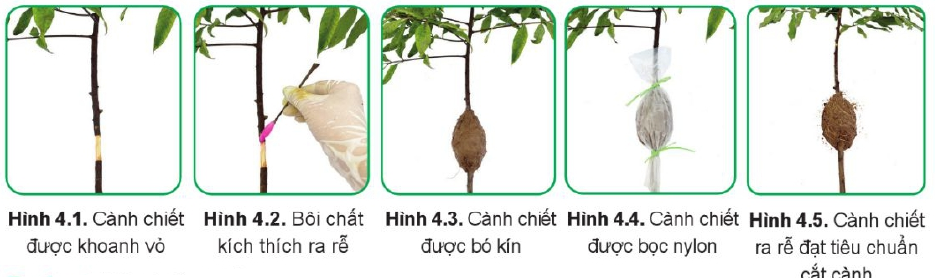 Hình 4.1. Cành chiết
được khoanh vỏ
Hình 4.2. Bôi chất
kích thích ra rễ
Hình 4.3. Cành chiết
được bó kín
Hình 4.4. Cành chiết
được bọc nylon
Hình 4.5. Cành chiết
ra rễ đạt tiêu chuẩn
cắt cành